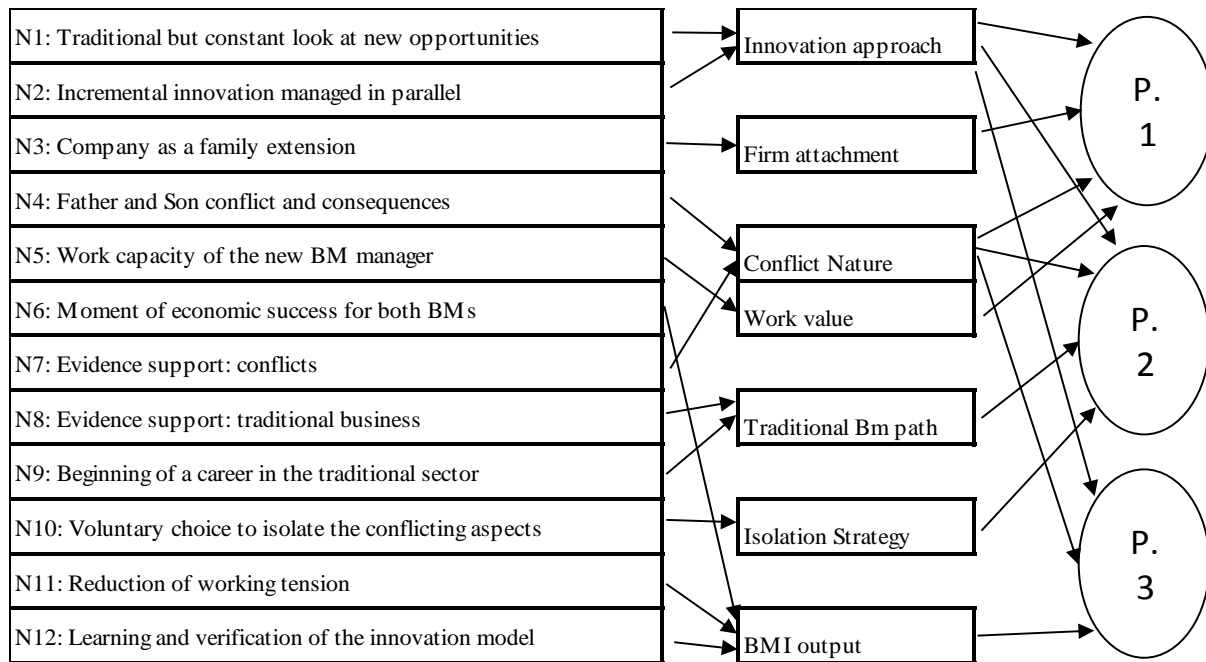 N1: Traditional but constant look at new opportunities
N2: Incremental innovation managed in parallel
N3: Company as a family extension
N4: Father and Son conflict and consequences
N5: Work capacity of the new BM manager
N6: Moment of economic success for both BMs
N7: Evidence support: conflicts
N8: Evidence support: traditional business
N9: Beginning of a career in the traditional sector
N10: Voluntary choice to isolate the conflicting aspects
N11: Reduction of working tension
N12: Learning and verification of the innovation model
Innovation approach
Firm attachment
Conflict Nature
Work value
Traditional Bm path
Isolation Strategy
BMI output
P.
1
P.
2
P.
3